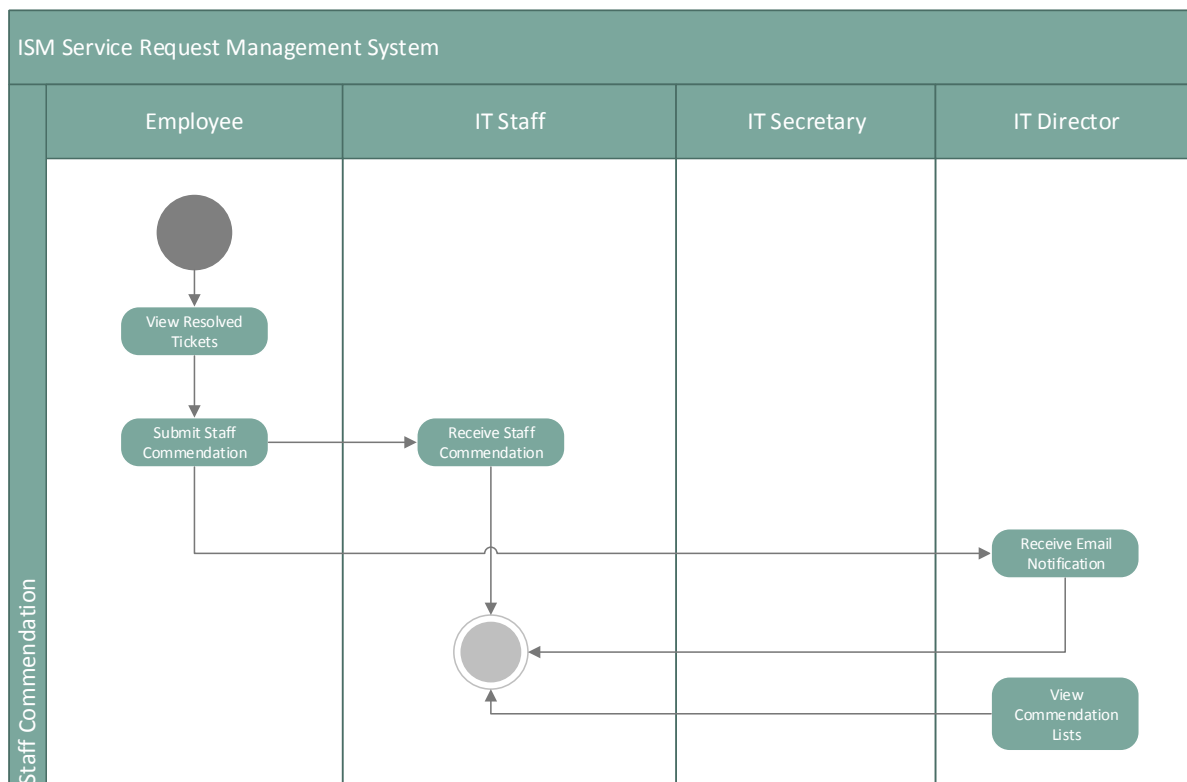 ISM Service Request Management System
Employee
IT Staff
IT Secretary
IT Director
Staff Commendation
View Resolved
Tickets
Submit Staff
Commendation
Receive Staff
Commendation
Receive Email
Notification
View
Commendation
Lists